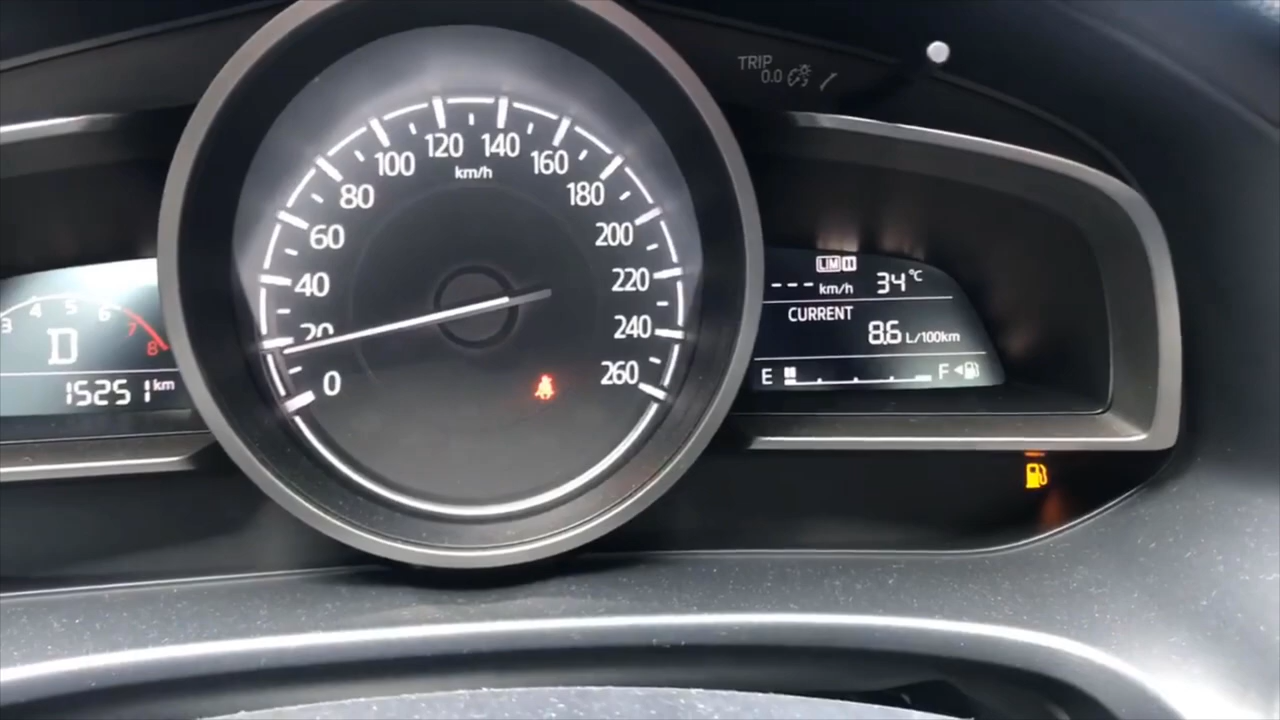 TRIP
0.0
120 140
100 160
km/h
80 180
60 200
40 220
20 240
0 260
3 4 5 6 7 8
D
15251 km
LIM
--- km/h 34°C
CURRENT
8.6 L/100km
E F